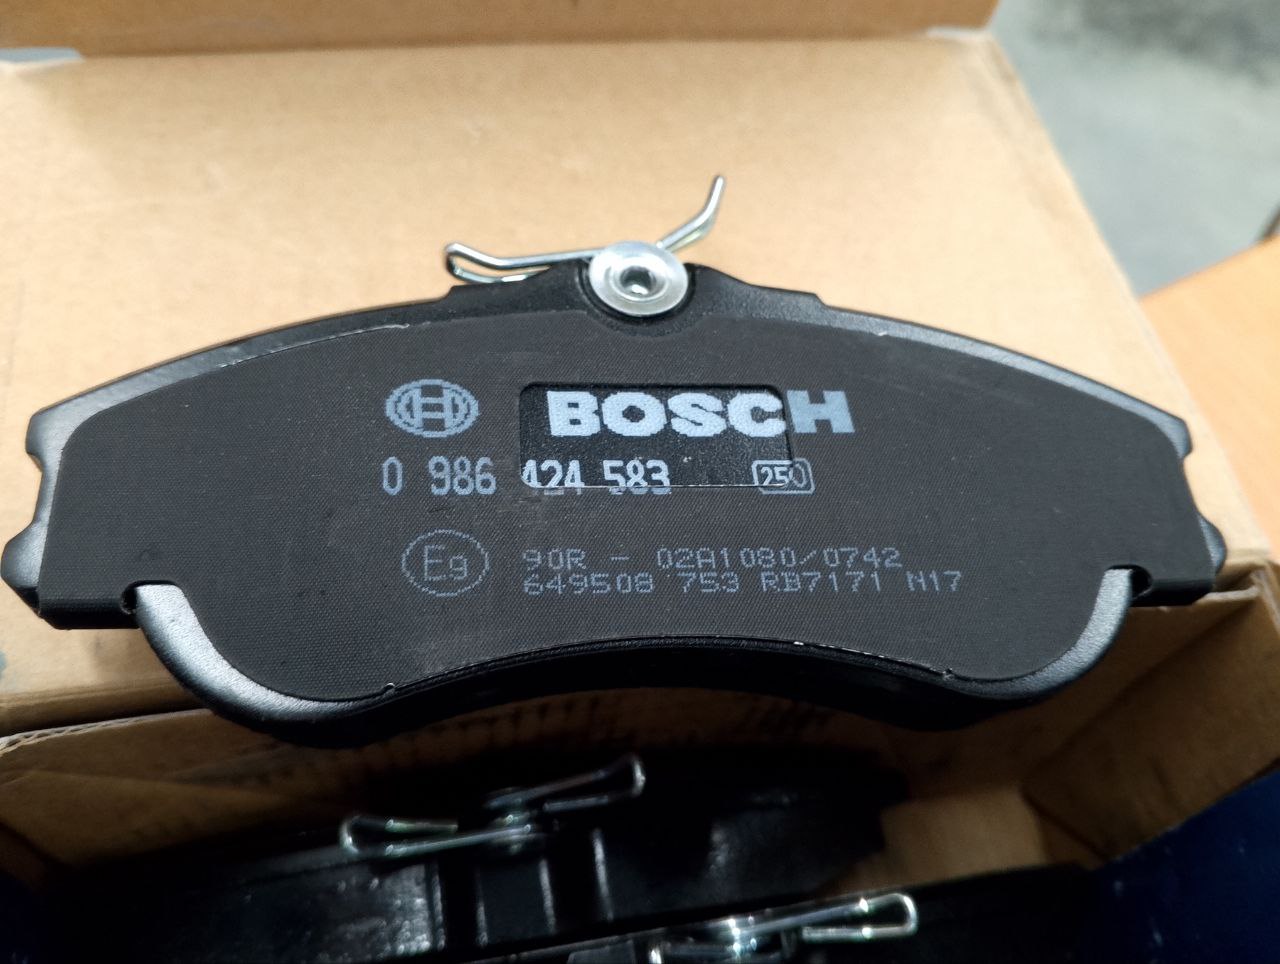 BOSCH
0 986 424 583 250
E9 90R - 02A1080/0742
649508 753 RB7171 N17